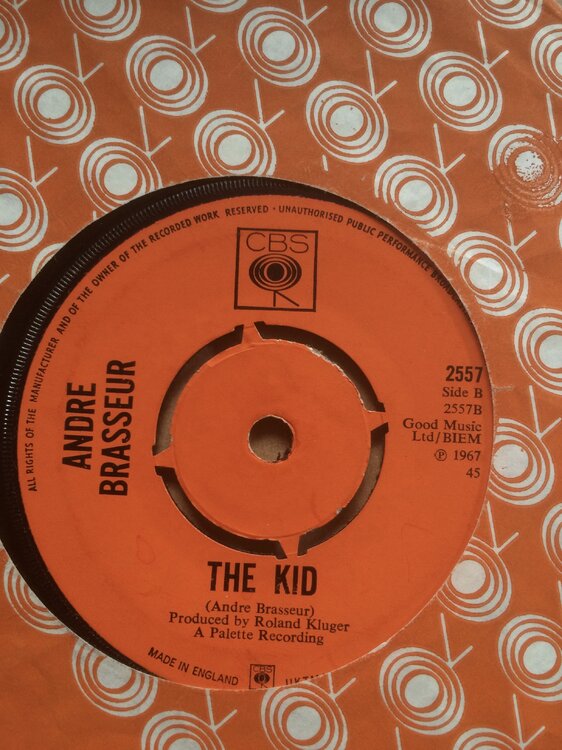 ALL RIGHTS OF THE MANUFACTURER AND OF THE OWNER OF THE RECORDED WORK RESERVED · UNAUTHORISED PUBLIC PERFORMANCE
CBS
ANDRE
BRASSEUR
2557
Side B
2557B
Good Music
Ltd/BIEM
℗ 1967
45
THE KID
(Andre Brasseur)
Produced by Roland Kluger
A Palette Recording
MADE IN ENGLAND
CBS